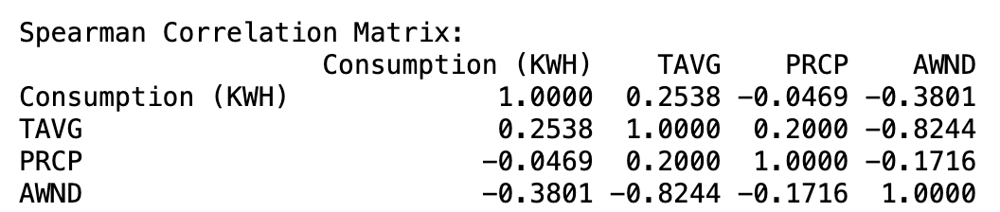 Spearman Correlation Matrix:
                   Consumption (KWH)    TAVG    PRCP    AWND
Consumption (KWH)             1.0000  0.2538 -0.0469 -0.3801
TAVG                          0.2538  1.0000  0.2000 -0.8244
PRCP                         -0.0469  0.2000  1.0000 -0.1716
AWND                         -0.3801 -0.8244 -0.1716  1.0000